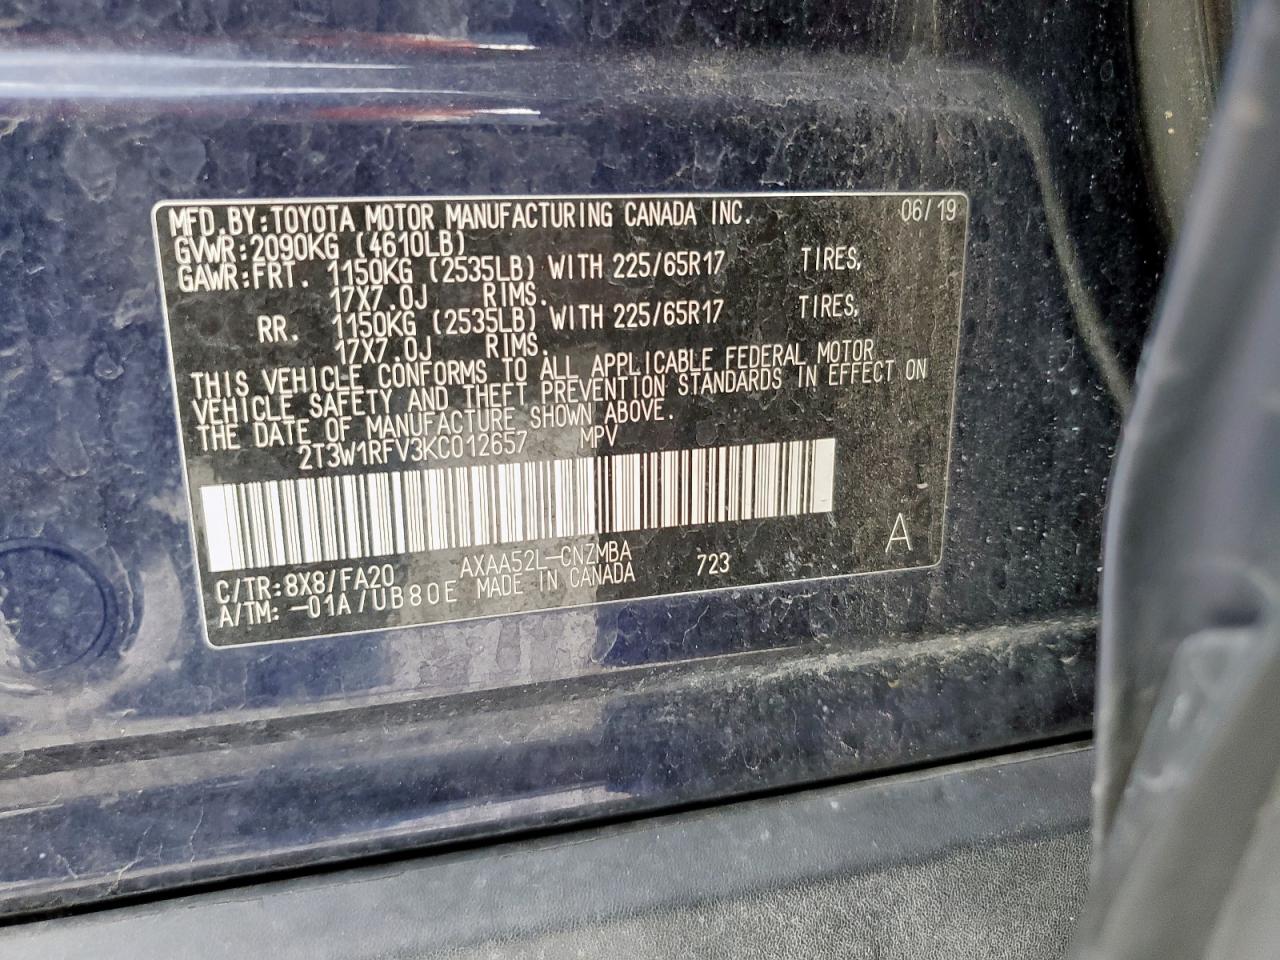 MFD.BY:TOYOTA MOTOR MANUFACTURING CANADA INC. 06/19
GVWR:2090KG (4610LB)
GAWR:FRT. 1150KG (2535LB) WITH 225/65R17 TIRES,
17X7.0J RIMS.
RR. 1150KG (2535LB) WITH 225/65R17 TIRES,
17X7.0J RIMS.
THIS VEHICLE CONFORMS TO ALL APPLICABLE FEDERAL MOTOR
VEHICLE SAFETY AND THEFT PREVENTION STANDARDS IN EFFECT ON
THE DATE OF MANUFACTURE SHOWN ABOVE.
2T3W1RFV3KC012657 MPV
A
C/TR:8X8/FA20 AXAA52L-CNZMBA 723
A/TM:-01A/UB80E MADE IN CANADA